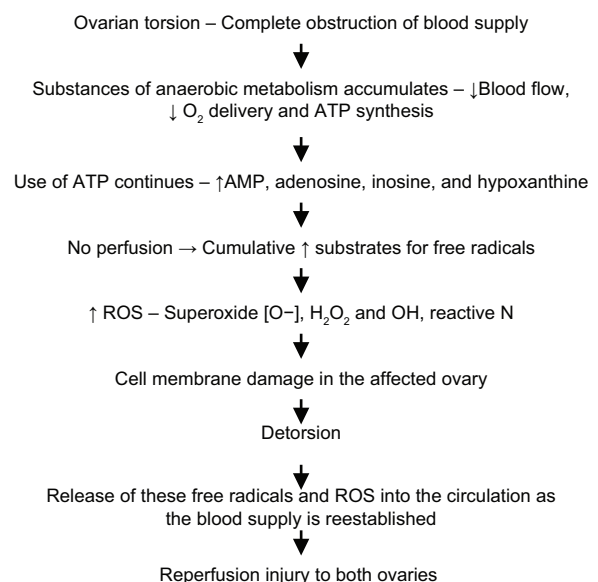 Ovarian torsion – Complete obstruction of blood supply
Substances of anaerobic metabolism accumulates – ↓Blood flow,
↓ O₂ delivery and ATP synthesis
Use of ATP continues – ↑AMP, adenosine, inosine, and hypoxanthine
No perfusion → Cumulative ↑ substrates for free radicals
↑ ROS – Superoxide [O−], H₂O₂ and OH, reactive N
Cell membrane damage in the affected ovary
Detorsion
Release of these free radicals and ROS into the circulation as
the blood supply is reestablished
Reperfusion injury to both ovaries